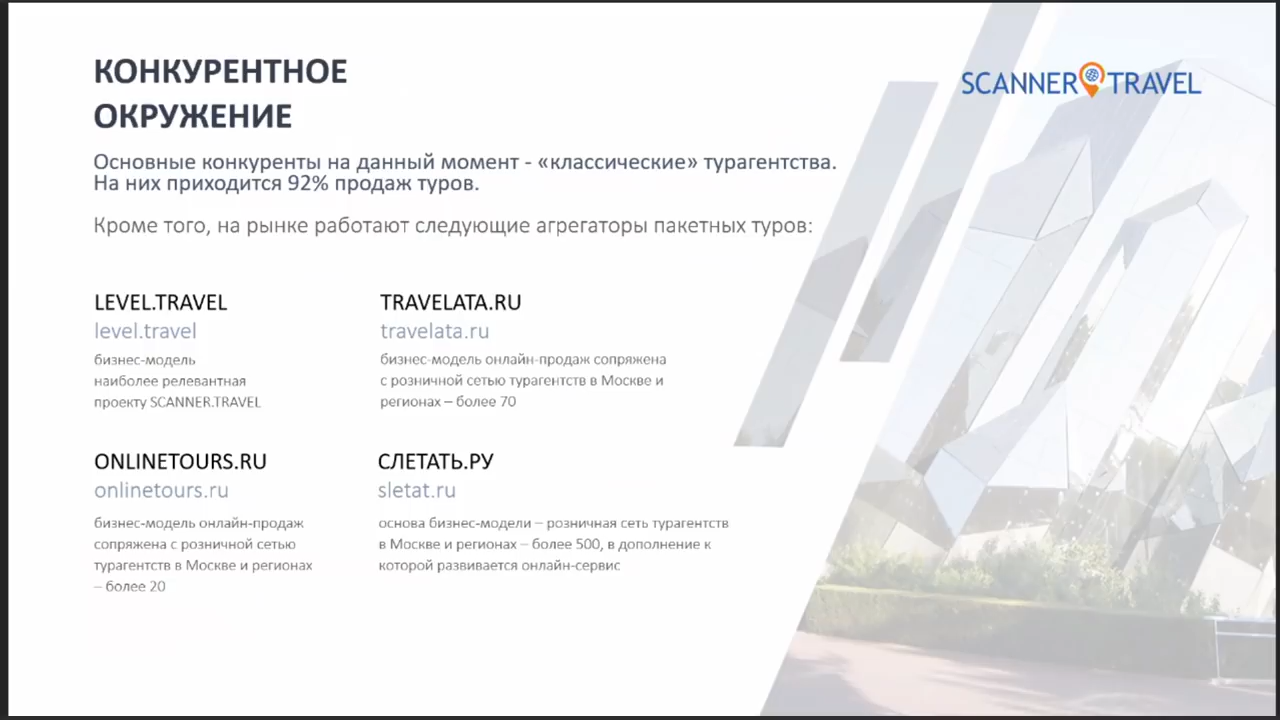 КОНКУРЕНТНОЕ
ОКРУЖЕНИЕ
SCANNER TRAVEL
Основные конкуренты на данный момент - «классические» турагентства.
На них приходится 92% продаж туров.
Кроме того, на рынке работают следующие агрегаторы пакетных туров:
LEVEL.TRAVEL
level.travel
бизнес-модель
наиболее релевантная
проекту SCANNER.TRAVEL
TRAVELATA.RU
travelata.ru
бизнес-модель онлайн-продаж сопряжена
с розничной сетью турагентств в Москве и
регионах – более 70
ONLINETOURS.RU
onlinetours.ru
бизнес-модель онлайн-продаж
сопряжена с розничной сетью
турагентств в Москве и регионах
– более 20
СЛЕТАТЬ.РУ
sletat.ru
основа бизнес-модели – розничная сеть турагентств
в Москве и регионах – более 500, в дополнение к
которой развивается онлайн-сервис